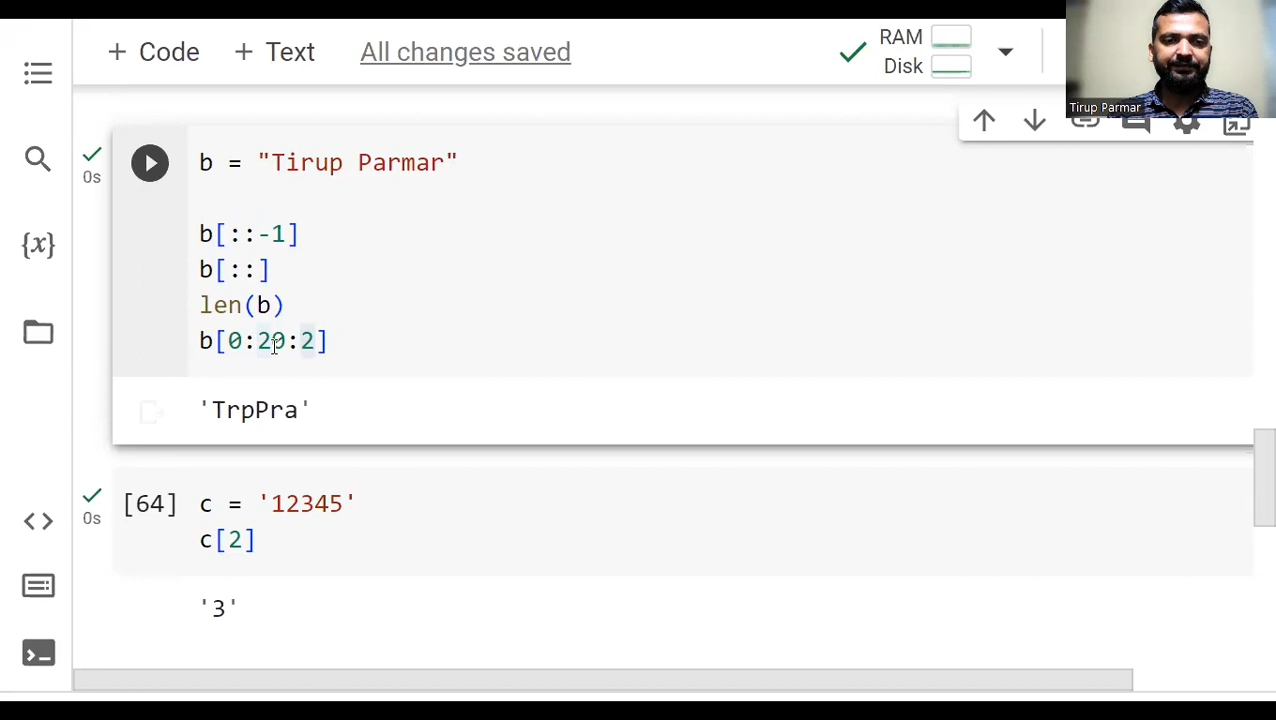 + Code + Text All changes saved RAM
Disk
Tirup Parmar
0s b = "Tirup Parmar"
b[::-1]
b[::]
len(b)
b[0:20:2]
'TrpPra'
{x}
[64] c = '12345'
0s c[2]
'3'